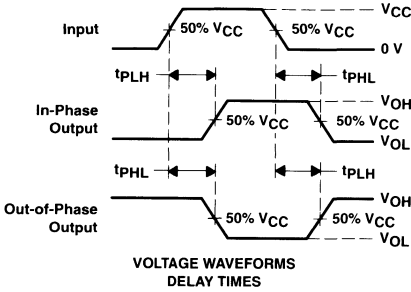 VCC
Input
50% VCC
50% VCC
0 V
tPLH
tPHL
VOH
In-Phase
Output
50% VCC
50% VCC
VOL
tPHL
tPLH
VOH
Out-of-Phase
Output
50% VCC
50% VCC
VOL
VOLTAGE WAVEFORMS
DELAY TIMES